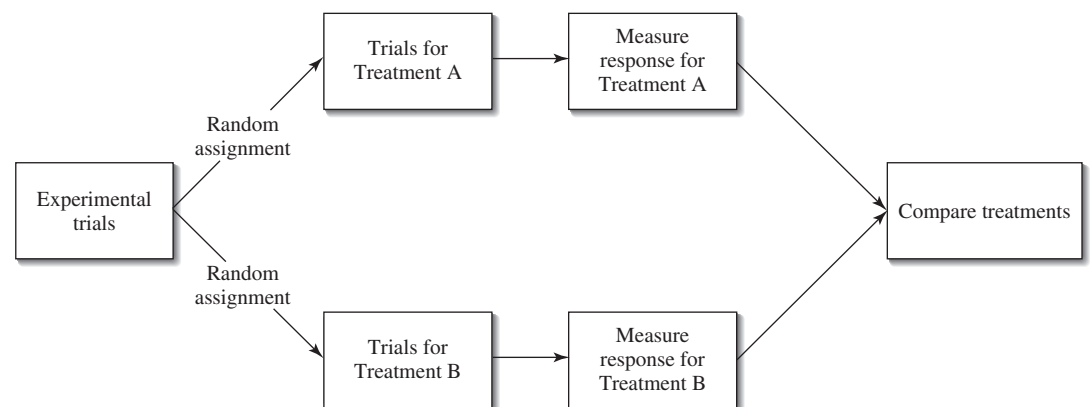 Experimental
trials
Random
assignment
Trials for
Treatment A
Measure
response for
Treatment A
Random
assignment
Trials for
Treatment B
Measure
response for
Treatment B
Compare treatments